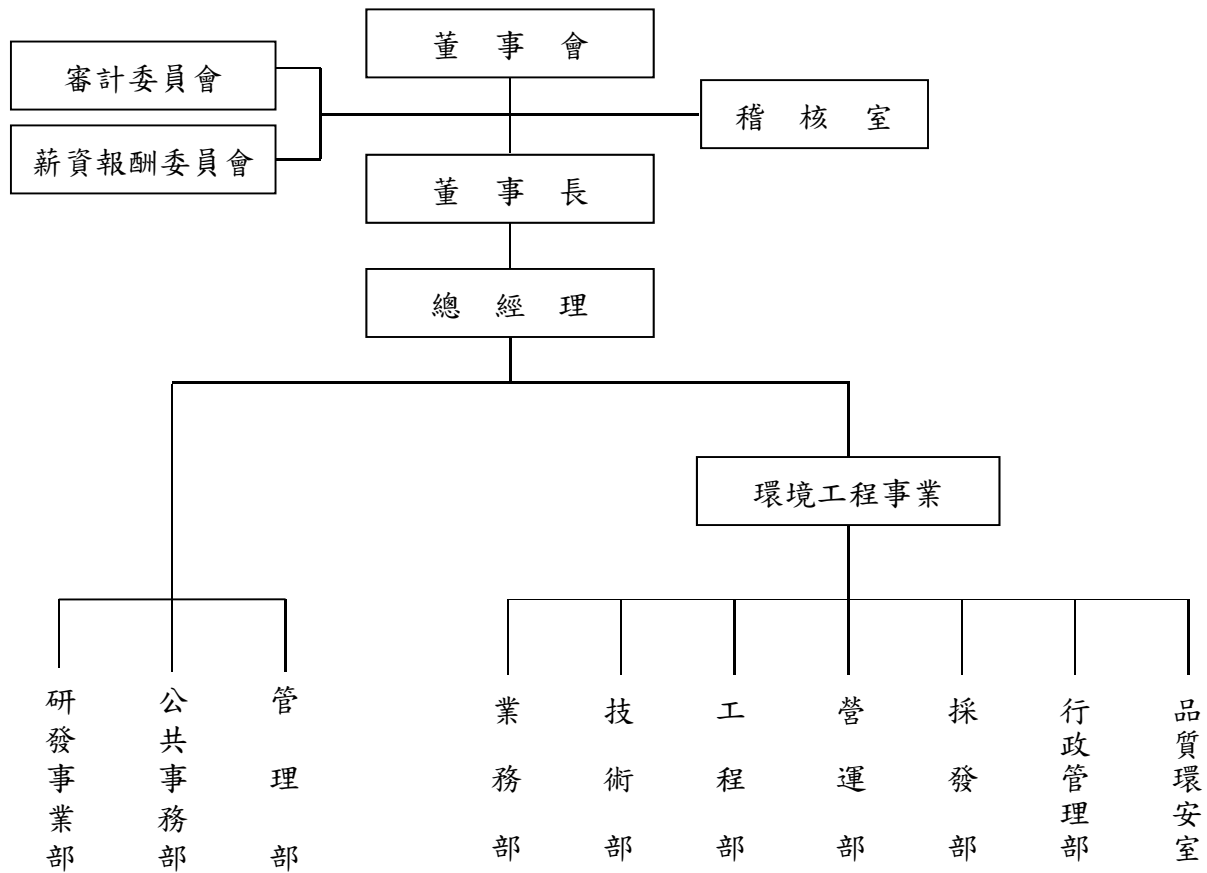 董事會
審計委員會
稽核室
薪資報酬委員會
董事長
總經理
環境工程事業
研發事業部
公共事務部
管理部
業務部
技術部
工程部
營運部
採發部
行政管理部
品質環安室